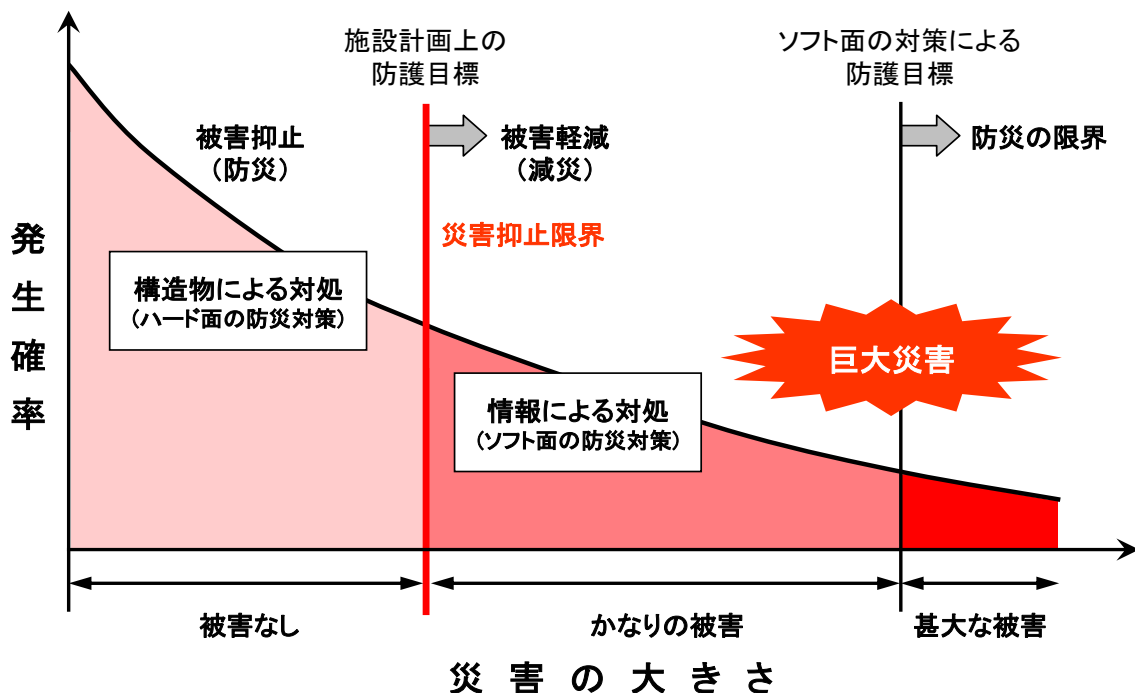 施設計画上の
防護目標
ソフト面の対策による
防護目標
被害抑止
（防災）
被害軽減
（減災）
防災の限界
災害抑止限界
発生確率
構造物による対処
（ハード面の防災対策）
巨大災害
情報による対処
（ソフト面の防災対策）
被害なし
かなりの被害
甚大な被害
災害の大きさ